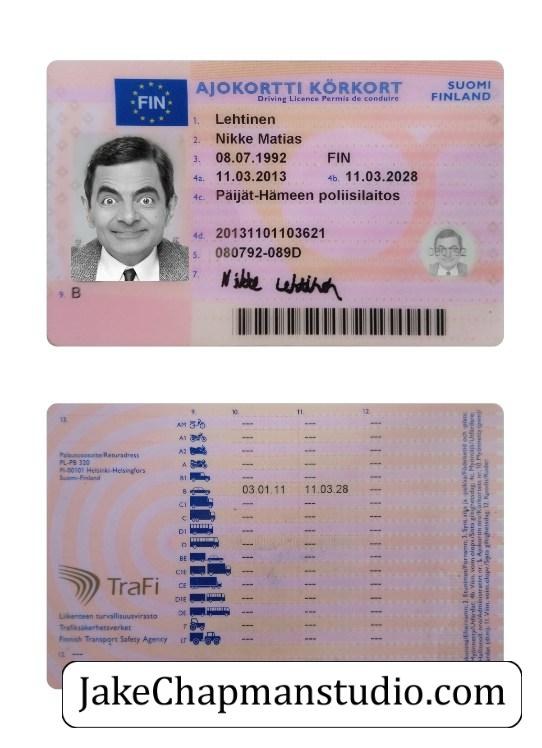 FIN
AJOKORTTI KÖRKORT
Driving Licence Permis de conduire
SUOMI
FINLAND
1. Lehtinen
2. Nikke Matias
3. 08.07.1992 FIN
4a. 11.03.2013 4b. 11.03.2028
4c. Päijät-Hämeen poliisilaitos
4d. 20131101103621
5. 080792-089D
7. Nikke Lehtinen
9. B
13.
9. 10. 11. 12.
Palautusosoite/Returadress
PL-PB 320
FI-00101 Helsinki-Helsingfors
Suomi-Finland
AM --- --- ---
A1 --- --- ---
A2 --- --- ---
A --- --- ---
B1 --- --- ---
B 03.01.11 11.03.28 ---
C1 --- --- ---
C --- --- ---
D1 --- --- ---
D --- --- ---
BE --- --- ---
C1E --- --- ---
CE --- --- ---
D1E --- --- ---
DE --- --- ---
T --- --- ---
LT --- --- ---
TraFi
Liikenteen turvallisuusvirasto
Trafiksäkerhetsverket
Finnish Transport Safety Agency
12. ---
JakeChapmanstudio.com